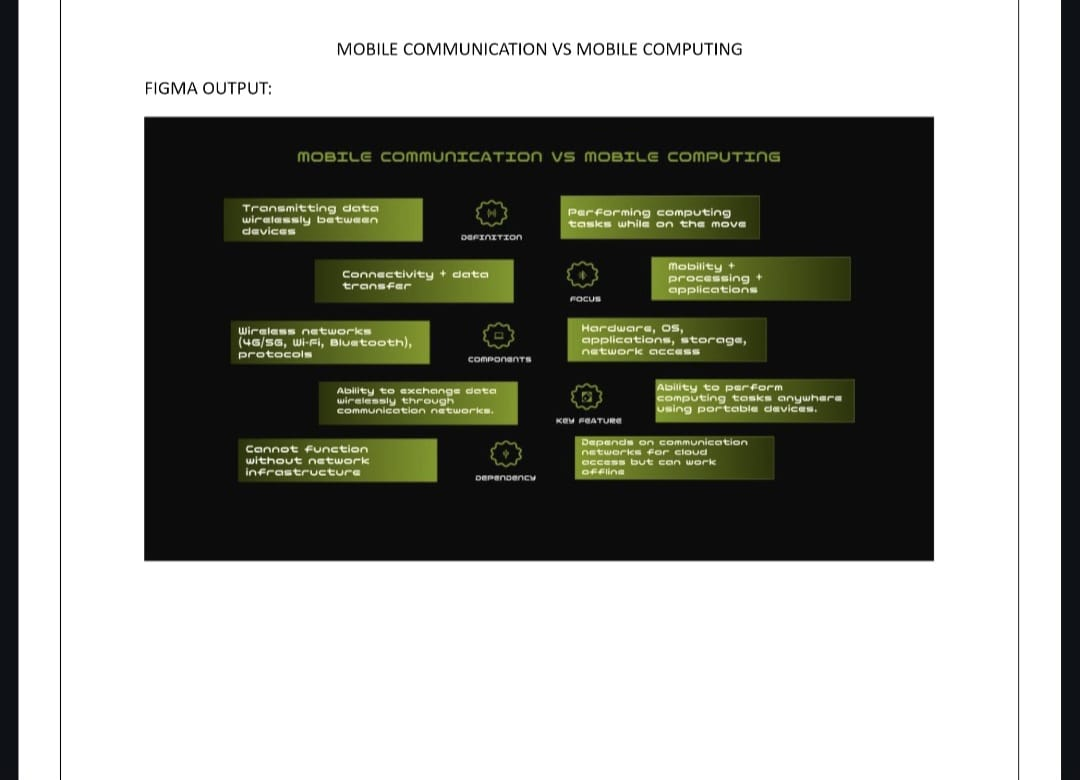 MOBILE COMMUNICATION VS MOBILE COMPUTING
FIGMA OUTPUT:
MOBILE COMMUNICATION VS MOBILE COMPUTING
Transmitting data
wirelessly between
devices
DEFINITION
Performing computing
tasks while on the move
Connectivity + data
transfer
FOCUS
Mobility +
processing +
applications
Wireless networks
(4G/5G, Wi-Fi, Bluetooth),
protocols
COMPONENTS
Hardware, OS,
applications, storage,
network access
Ability to exchange data
wirelessly through
communication networks.
KEY FEATURE
Ability to perform
computing tasks anywhere
using portable devices.
Cannot function
without network
infrastructure
DEPENDENCY
Depends on communication
networks for cloud
access but can work
offline